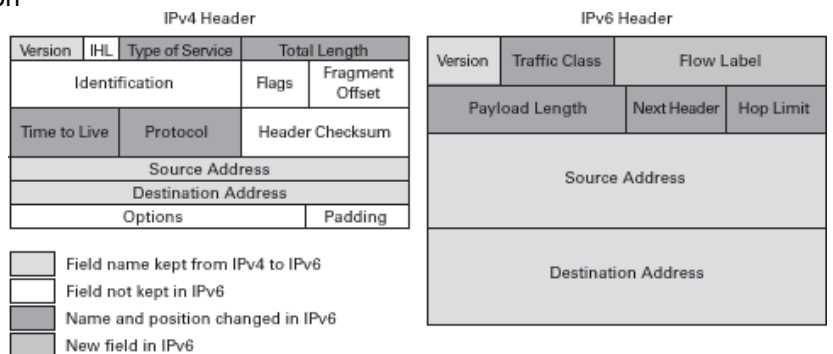 on
IPv4 Header
Version IHL Type of Service Total Length
Identification Flags Fragment
Offset
Time to Live Protocol Header Checksum
Source Address
Destination Address
Options Padding
Field name kept from IPv4 to IPv6
Field not kept in IPv6
Name and position changed in IPv6
New field in IPv6
IPv6 Header
Version Traffic Class Flow Label
Payload Length Next Header Hop Limit
Source Address
Destination Address